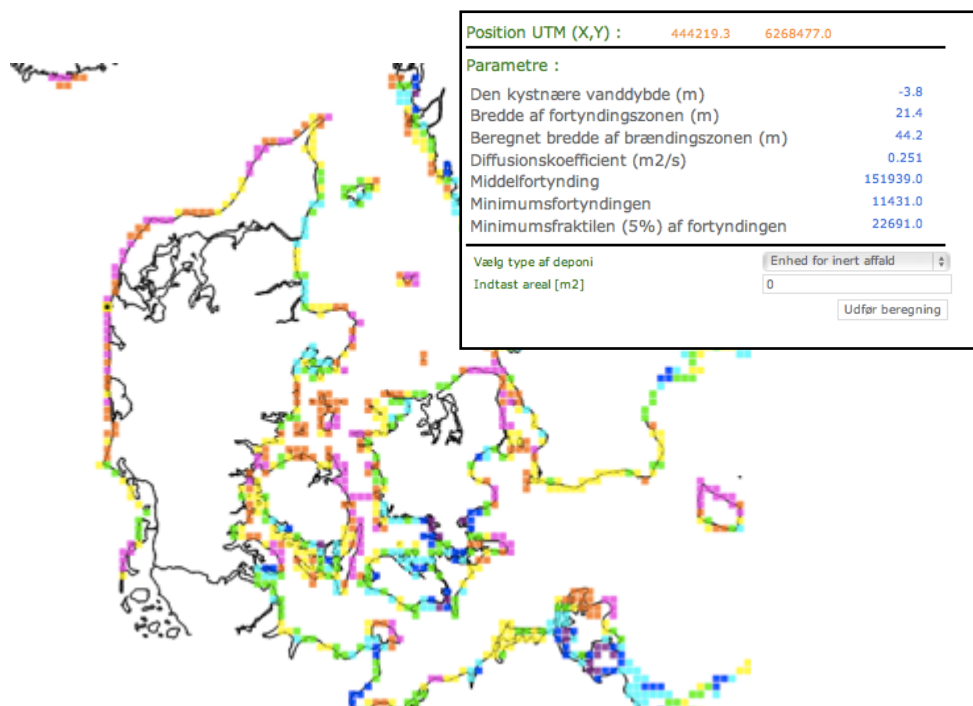 Position UTM (X,Y) : 444219.3 6268477.0
Parametre :
Den kystnære vanddybde (m) -3.8
Bredde af fortyndingszonen (m) 21.4
Beregnet bredde af brændingszonen (m) 44.2
Diffusionskoefficient (m2/s) 0.251
Middelfortynding 151939.0
Minimumsfortyndingen 11431.0
Minimumsfraktilen (5%) af fortyndingen 22691.0
Vælg type af deponi Enhed for inert affald
Indtast areal [m2] 0
Udfør beregning